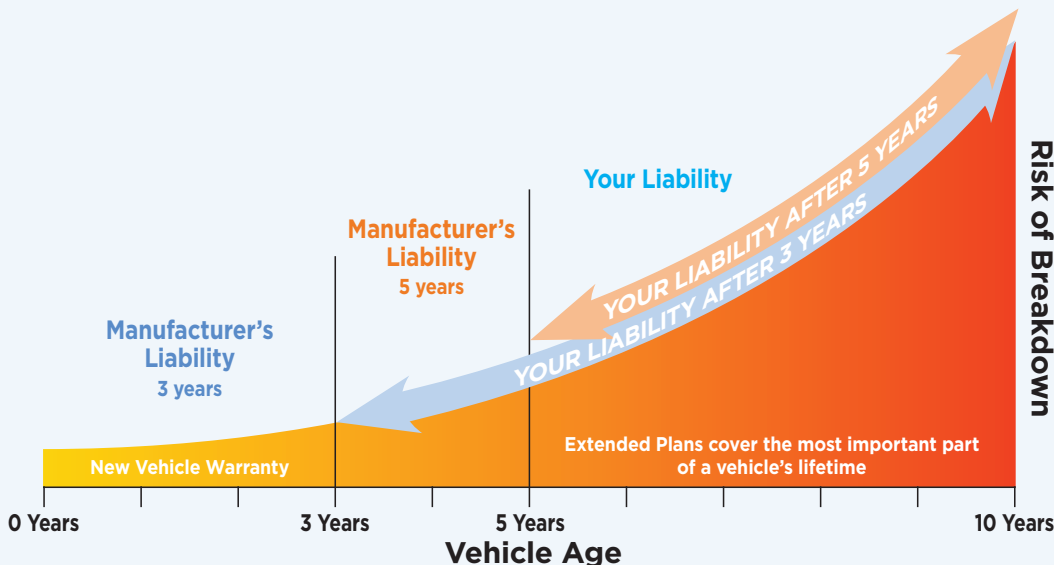 Your Liability
Manufacturer's
Liability
5 years
Manufacturer's
Liability
3 years
YOUR LIABILITY AFTER 5 YEARS
YOUR LIABILITY AFTER 3 YEARS
Risk of Breakdown
New Vehicle Warranty
Extended Plans cover the most important part
of a vehicle's lifetime
0 Years
3 Years
5 Years
10 Years
Vehicle Age